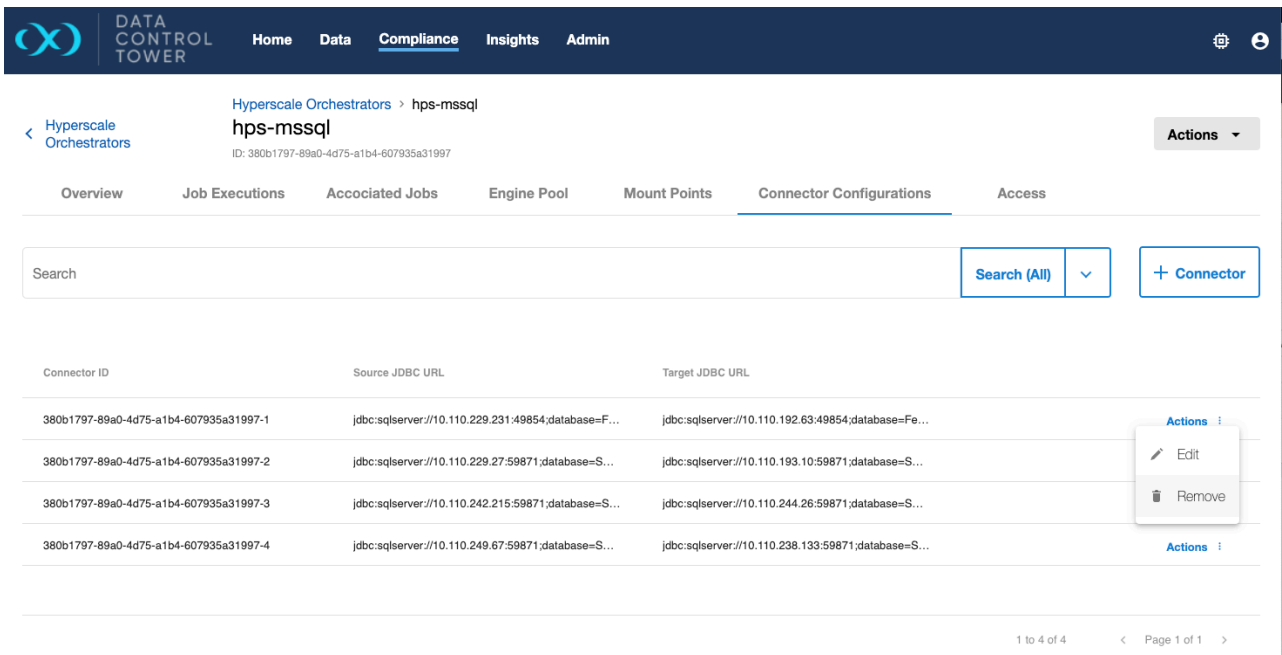 DATA
CONTROL
TOWER
Home Data Compliance Insights Admin
Hyperscale Orchestrators > hps-mssql
Hyperscale
Orchestrators
hps-mssql
ID: 380b1797-89a0-4d75-a1b4-607935a31997
Actions
Overview Job Executions Accociated Jobs Engine Pool Mount Points Connector Configurations Access
Search Search (All) + Connector
Connector ID Source JDBC URL Target JDBC URL
380b1797-89a0-4d75-a1b4-607935a31997-1 jdbc:sqlserver://10.110.229.231:49854;database=F... jdbc:sqlserver://10.110.192.63:49854;database=Fe... Actions
Edit
380b1797-89a0-4d75-a1b4-607935a31997-2 jdbc:sqlserver://10.110.229.27:59871;database=S... jdbc:sqlserver://10.110.193.10:59871;database=S...
Remove
380b1797-89a0-4d75-a1b4-607935a31997-3 jdbc:sqlserver://10.110.242.215:59871;database=S... jdbc:sqlserver://10.110.244.26:59871;database=S...
380b1797-89a0-4d75-a1b4-607935a31997-4 jdbc:sqlserver://10.110.249.67:59871;database=S... jdbc:sqlserver://10.110.238.133:59871;database=S... Actions
1 to 4 of 4 < Page 1 of 1 >